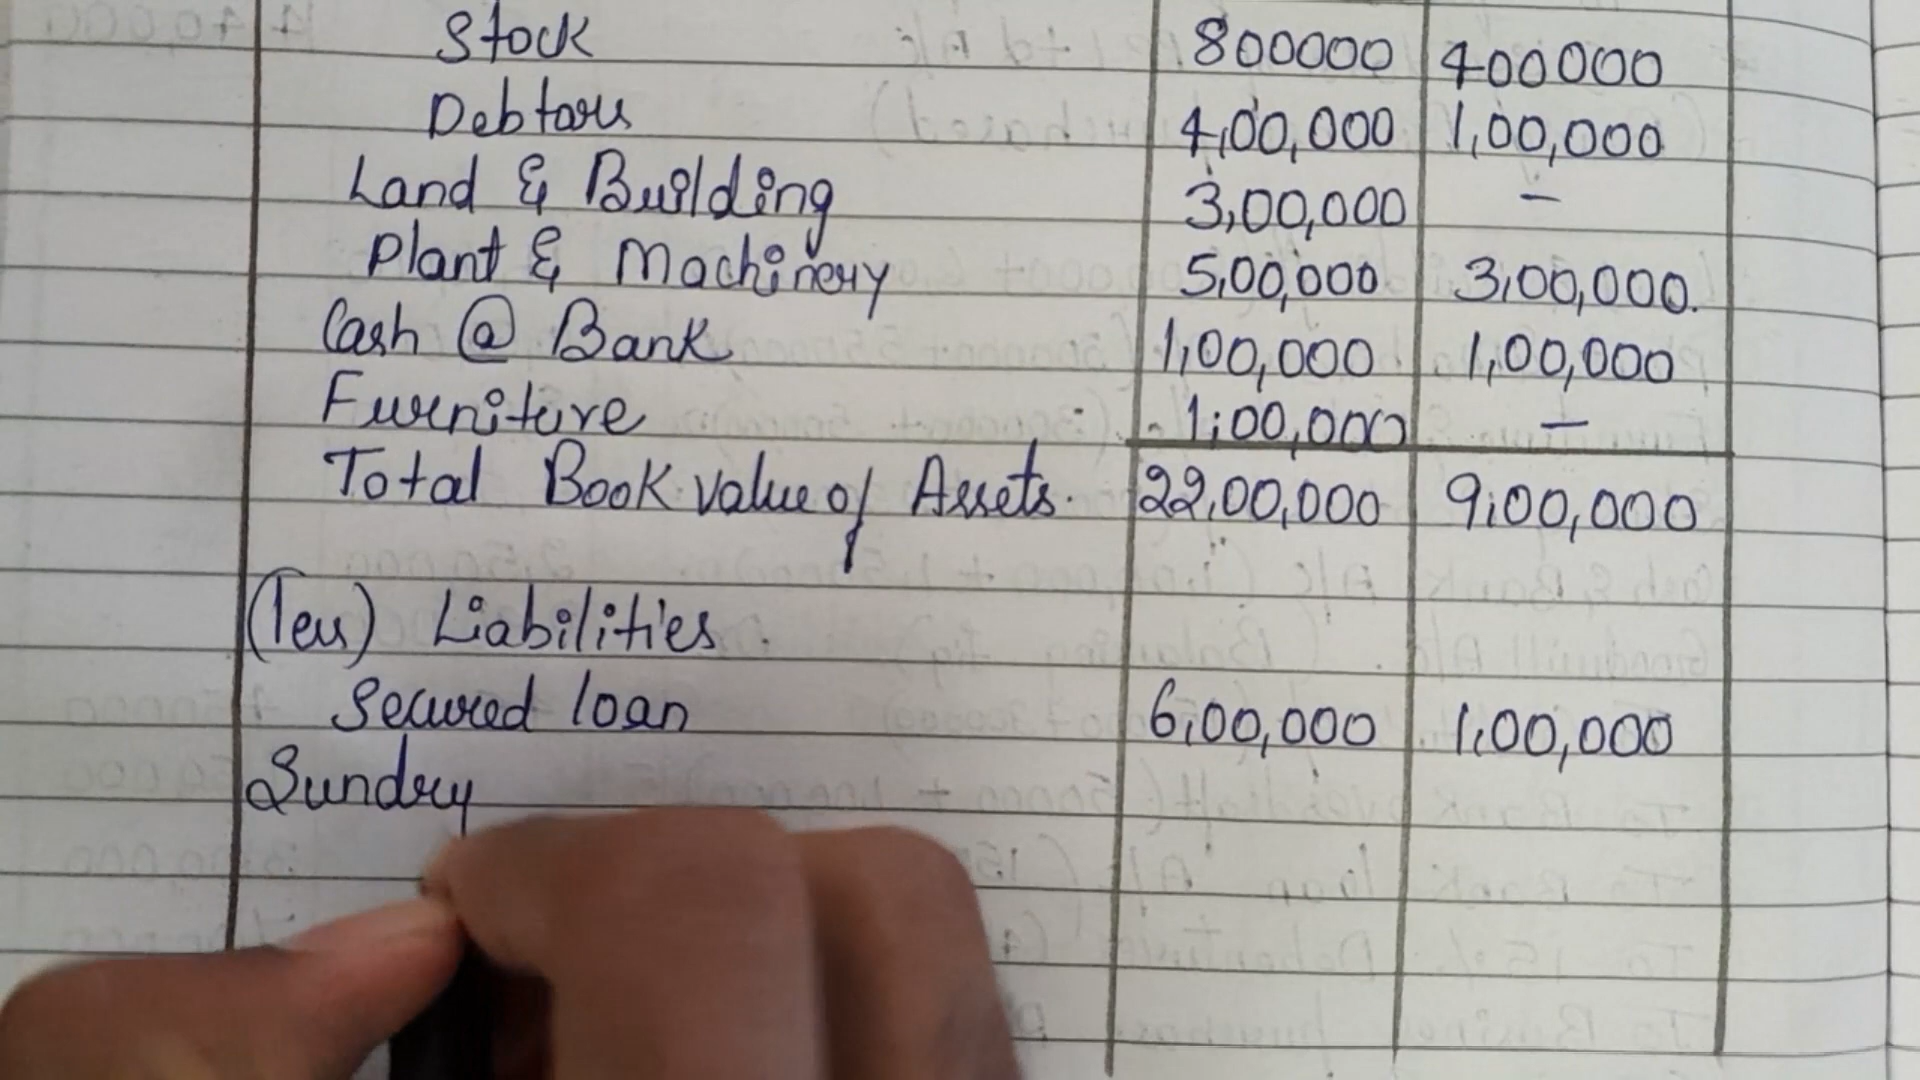 Stock 800000 400000
Debtors 4,00,000 1,00,000
Land & Building 3,00,000 -
Plant & Machinery 5,00,000 3,00,000.
Cash @ Bank 1,00,000 1,00,000
Furniture 1,00,000 -
Total Book value of Assets. 22,00,000 9,00,000
(less) Liabilities
Secured loan 6,00,000 1,00,000
Sundry